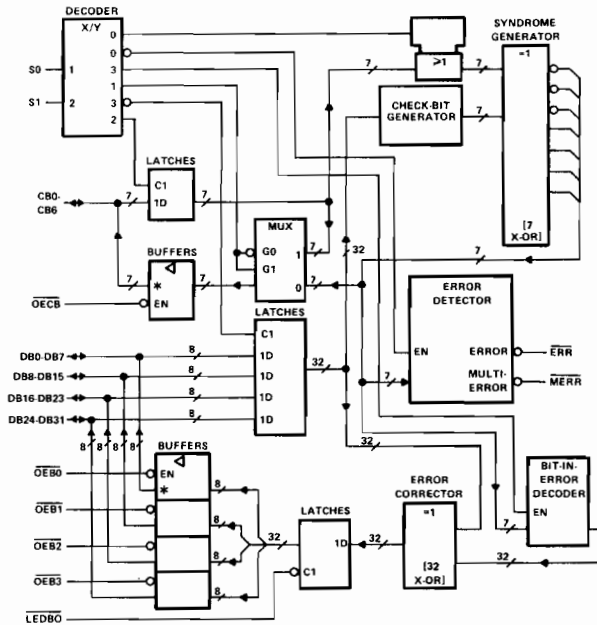 DECODER
X/Y
0
0
3
1
3
2
S0
1
S1
2
≥1
7
7
SYNDROME
GENERATOR
=1
[7
X-OR]
CHECK-BIT
GENERATOR
7
7
LATCHES
C1
1D
CB0-
CB6
7
7
MUX
G0
G1
1
0
7
7
32
BUFFERS
*
EN
7
7
OECB
LATCHES
C1
1D
1D
1D
1D
32
DB0-DB7
8
DB8-DB15
8
DB16-DB23
8
DB24-DB31
8
8 8 8 8
ERROR
DETECTOR
EN
ERROR
MULTI-
ERROR
7
ERR
MERR
BUFFERS
EN
*
8
8
8
8
OEB0
OEB1
OEB2
OEB3
LEDBO
32
LATCHES
1D
C1
32
32
ERROR
CORRECTOR
=1
[32
X-OR]
32
BIT-IN-
ERROR
DECODER
EN
7